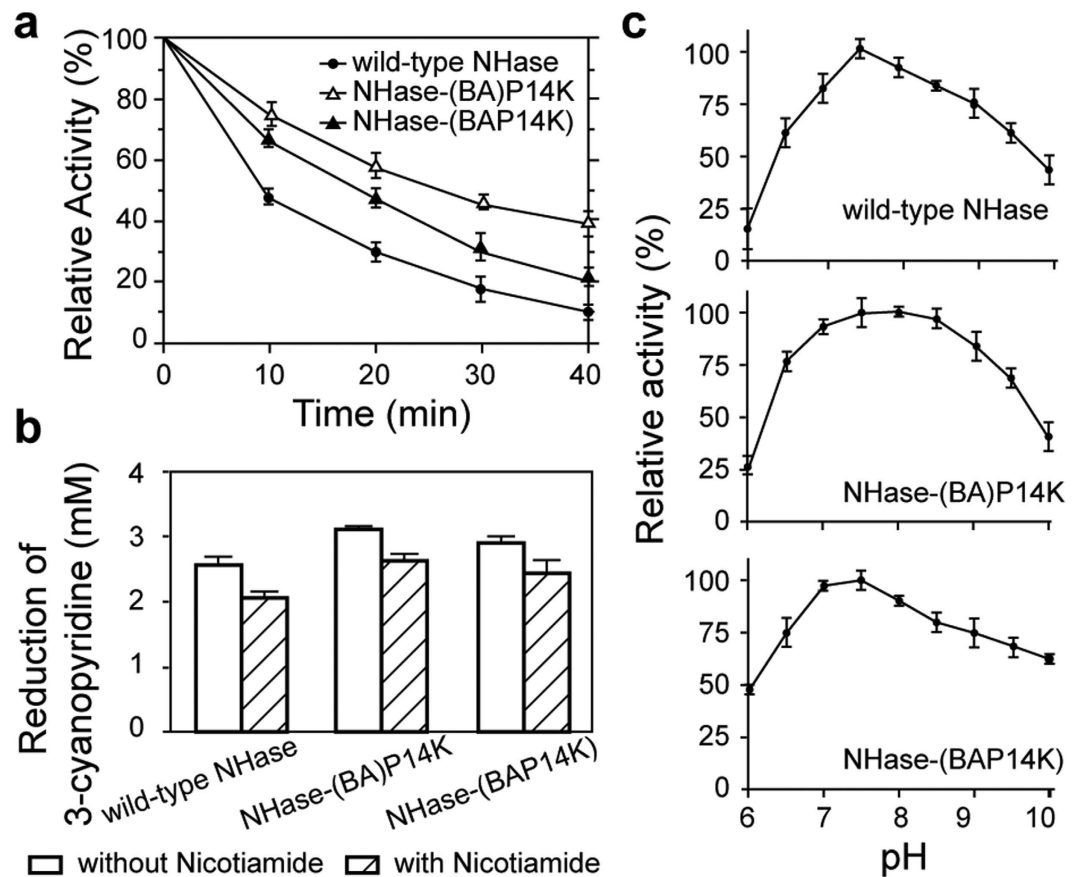 a
Relative Activity (%)
100
80
60
40
20
0
wild-type NHase
NHase-(BA)P14K
NHase-(BAP14K)
0 10 20 30 40
Time (min)
b
Reduction of
3-cyanopyridine (mM)
4
3
2
1
0
wild-type NHase
NHase-(BA)P14K
NHase-(BAP14K)
without Nicotiamide with Nicotiamide
c
Relative activity (%)
100
75
50
25
0
wild-type NHase
100
75
50
25
0
NHase-(BA)P14K
100
75
50
25
0
NHase-(BAP14K)
6 7 8 9 10
pH